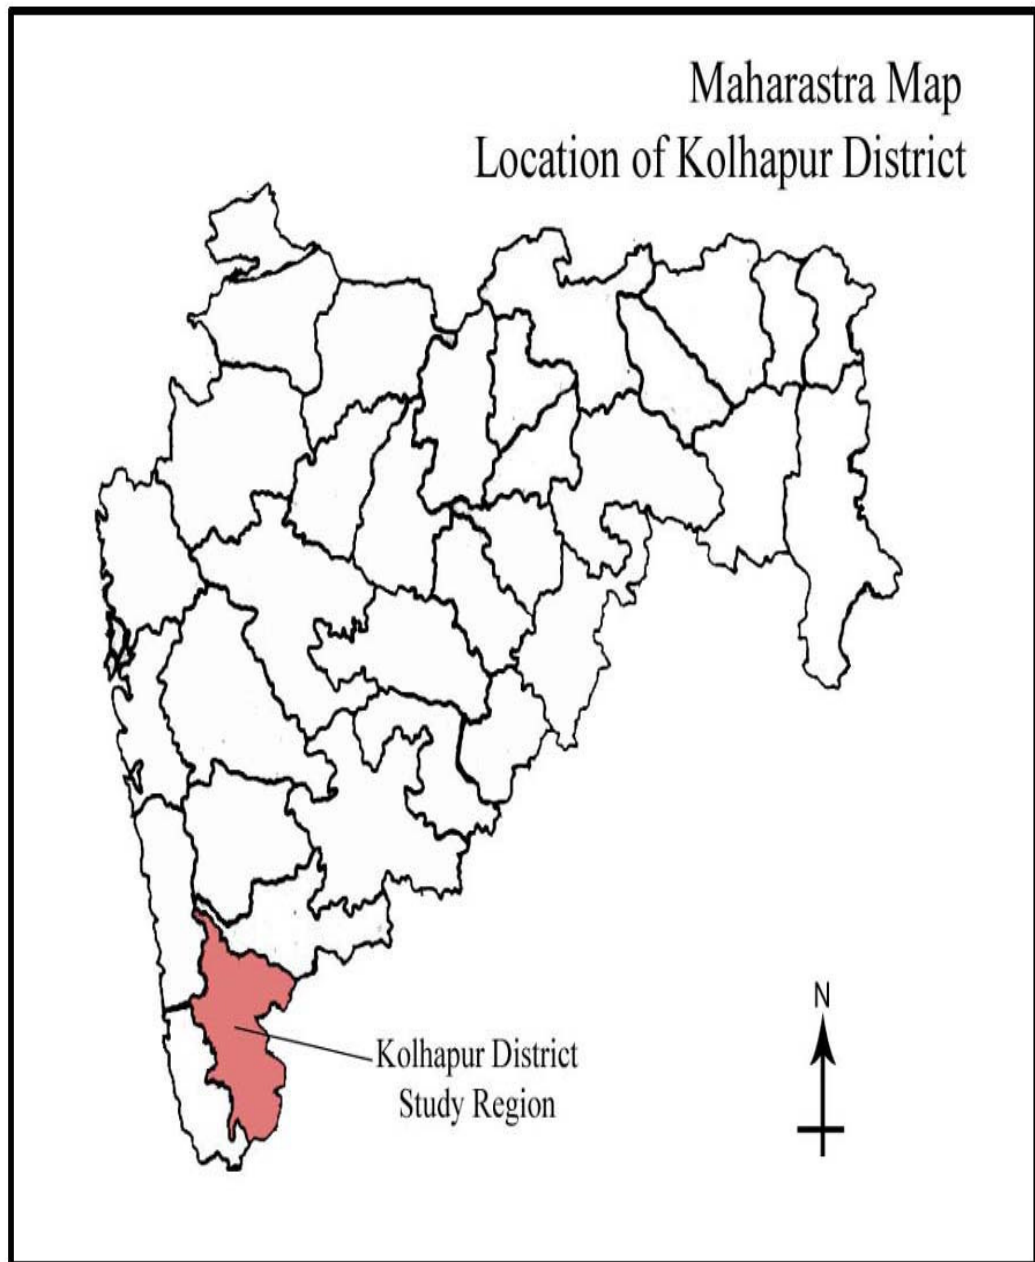 Maharastra Map
Location of Kolhapur District
N
Kolhapur District
Study Region